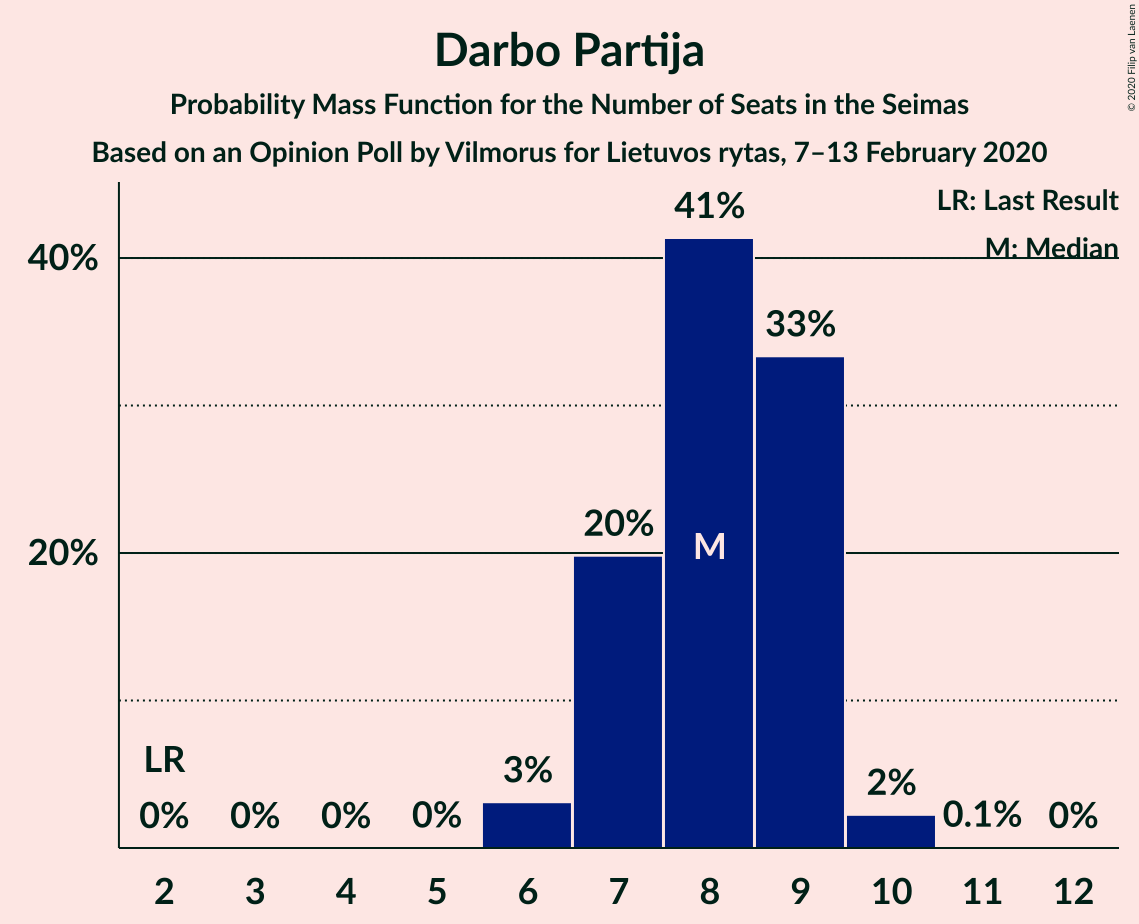 Darbo Partija
Probability Mass Function for the Number of Seats in the Seimas
Based on an Opinion Poll by Vilmorus for Lietuvos rytas, 7–13 February 2020
© 2020 Filip van Laenen
LR: Last Result
M: Median
40%
20%
LR
0%
0%
0%
0%
3%
20%
41%
M
33%
2%
0.1%
0%
2 3 4 5 6 7 8 9 10 11 12